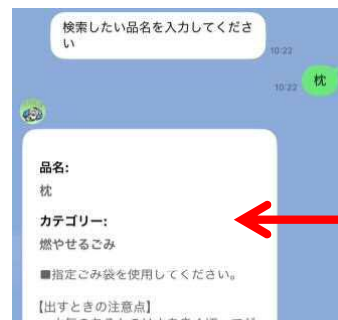 検索したい品名を入力してくださ
い
10:22
10:22
枕
品名:
枕
カテゴリー:
燃やせるごみ
■指定ごみ袋を使用してください。
【出すときの注意点】